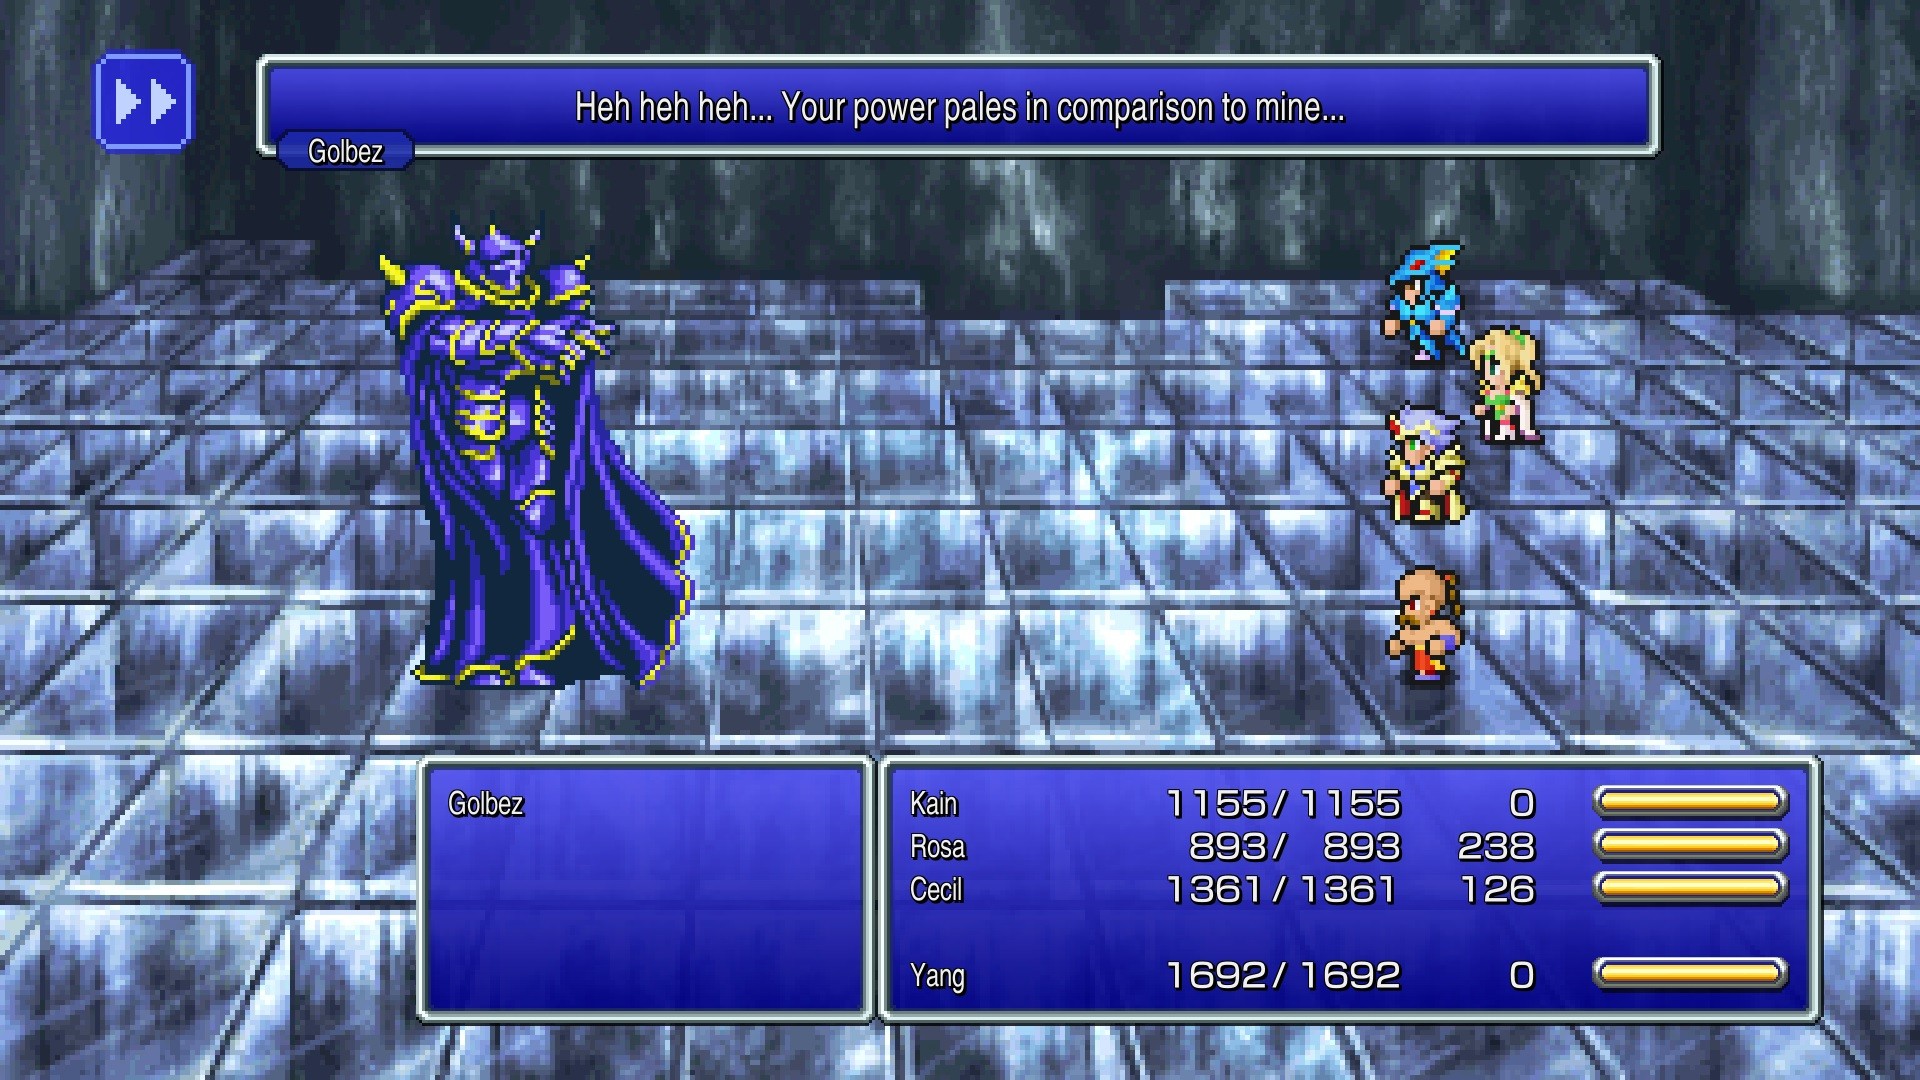 Heh heh heh... Your power pales in comparison to mine...
Golbez
Golbez
Kain 1155/1155 0
Rosa 893/ 893 238
Cecil 1361/1361 126
Yang 1692/1692 0